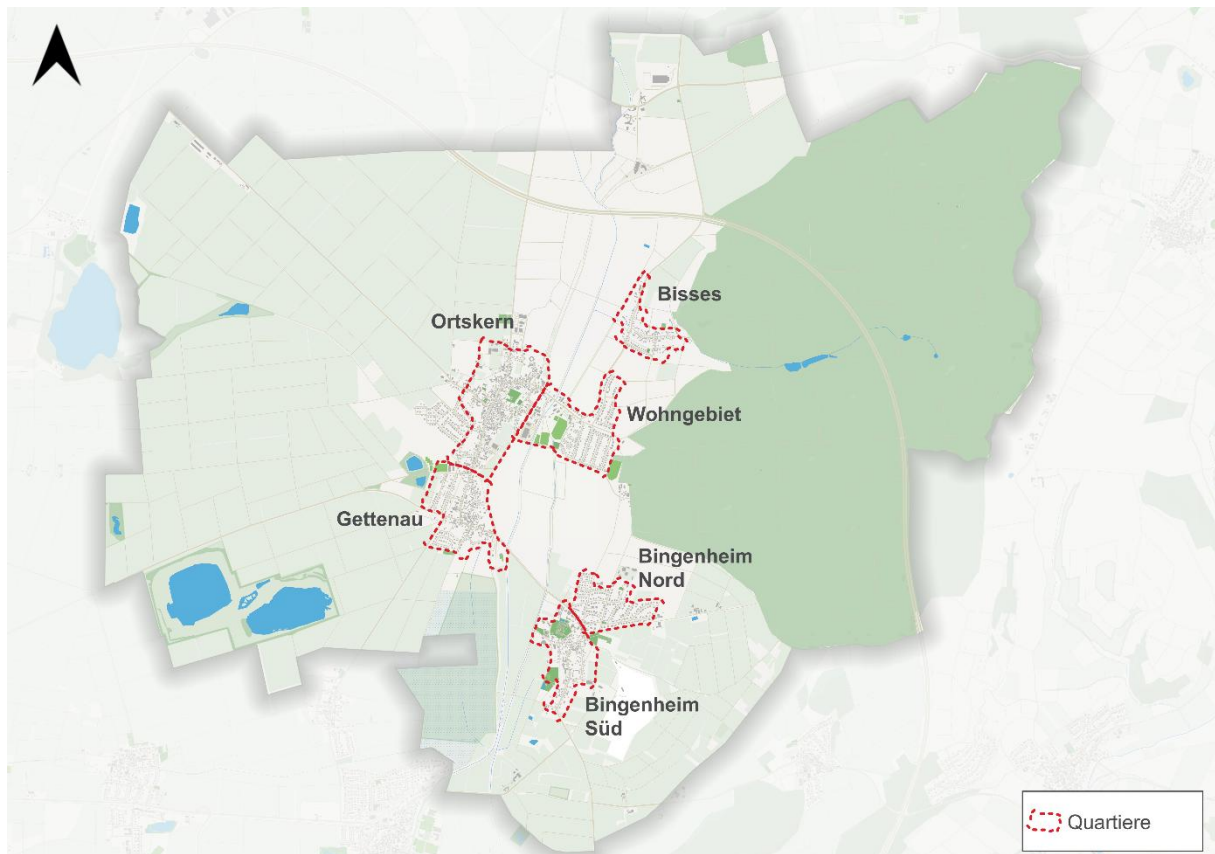 Bisses
Ortskern
Wohngebiet
Gettenau
Bingenheim
Nord
Bingenheim
Süd
Quartiere